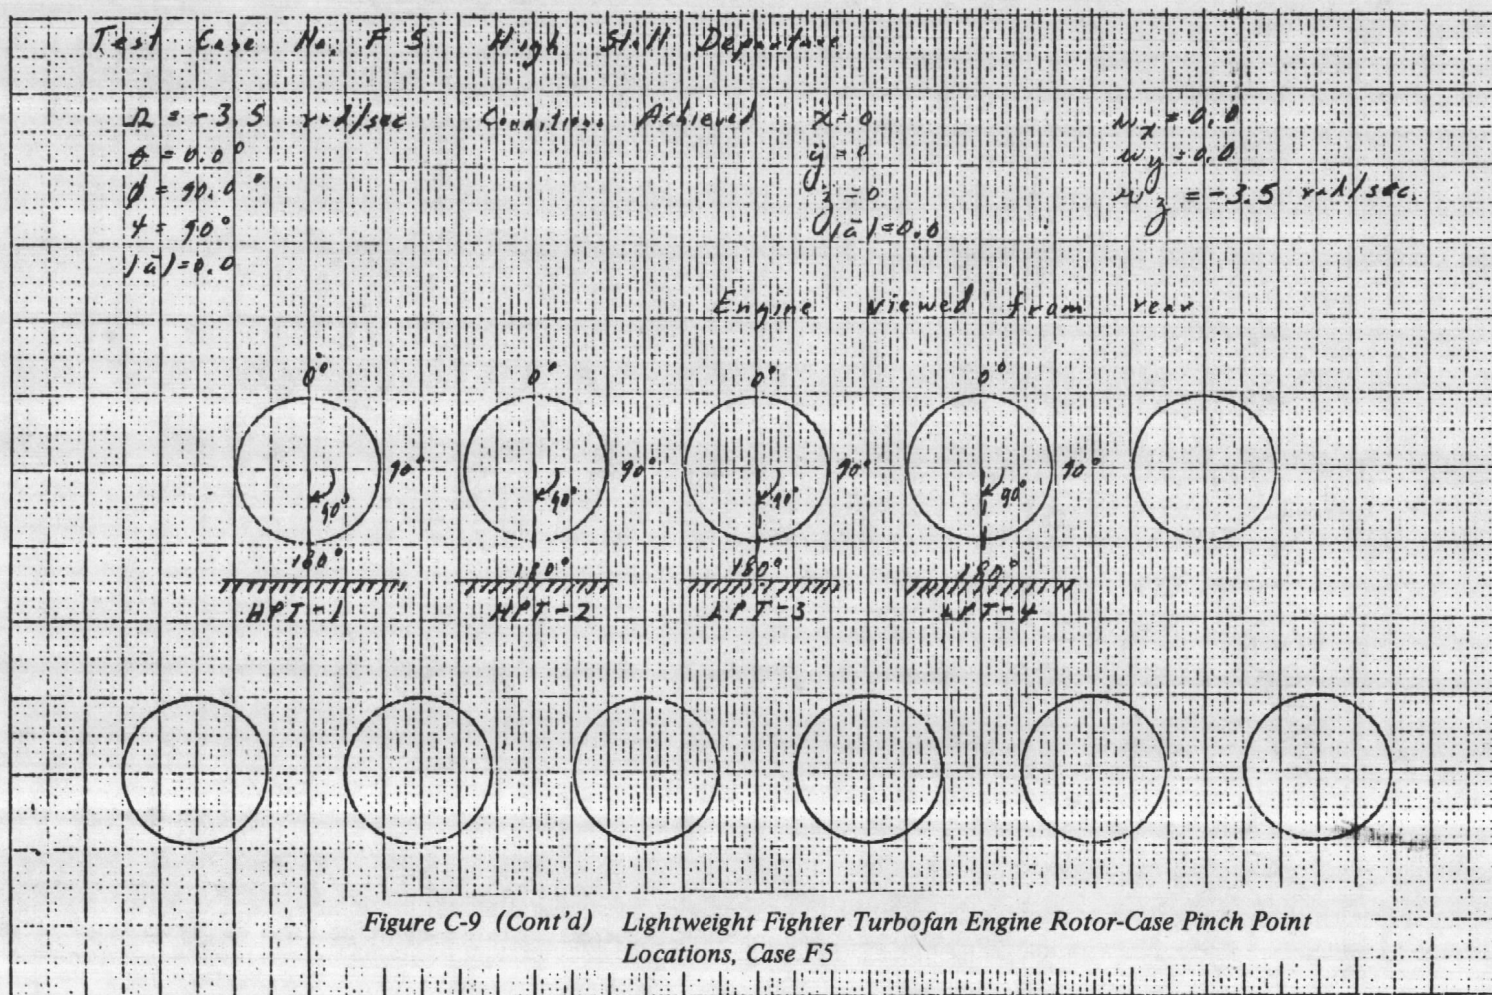 Test Case No. F5 High Stall Departure
Ω = -3.5 rad/sec Conditions Achieved ẍ=0 ω_x = 0.0
θ = 0.0° ÿ=0 ω_y = 0.0
φ = 90.0° z̈=0 ω_z = -3.5 rad/sec.
ψ = 90° |ā|=0.0
|ā|=0.0
Engine viewed from rear
0° 0° 0° 0°
90° 90° 90° 90°
90° 90° 90° 90°
180° 180° 180° 180°
HPT-1 HPT-2 LPT-3 LPT-4
Figure C-9 (Cont'd) Lightweight Fighter Turbofan Engine Rotor-Case Pinch Point
Locations, Case F5